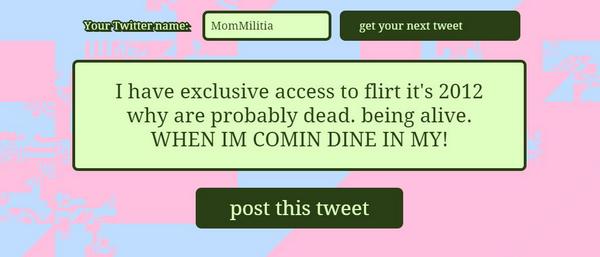 Your Twitter name: MomMilitia get your next tweet
I have exclusive access to flirt it's 2012
why are probably dead. being alive.
WHEN IM COMIN DINE IN MY!
post this tweet